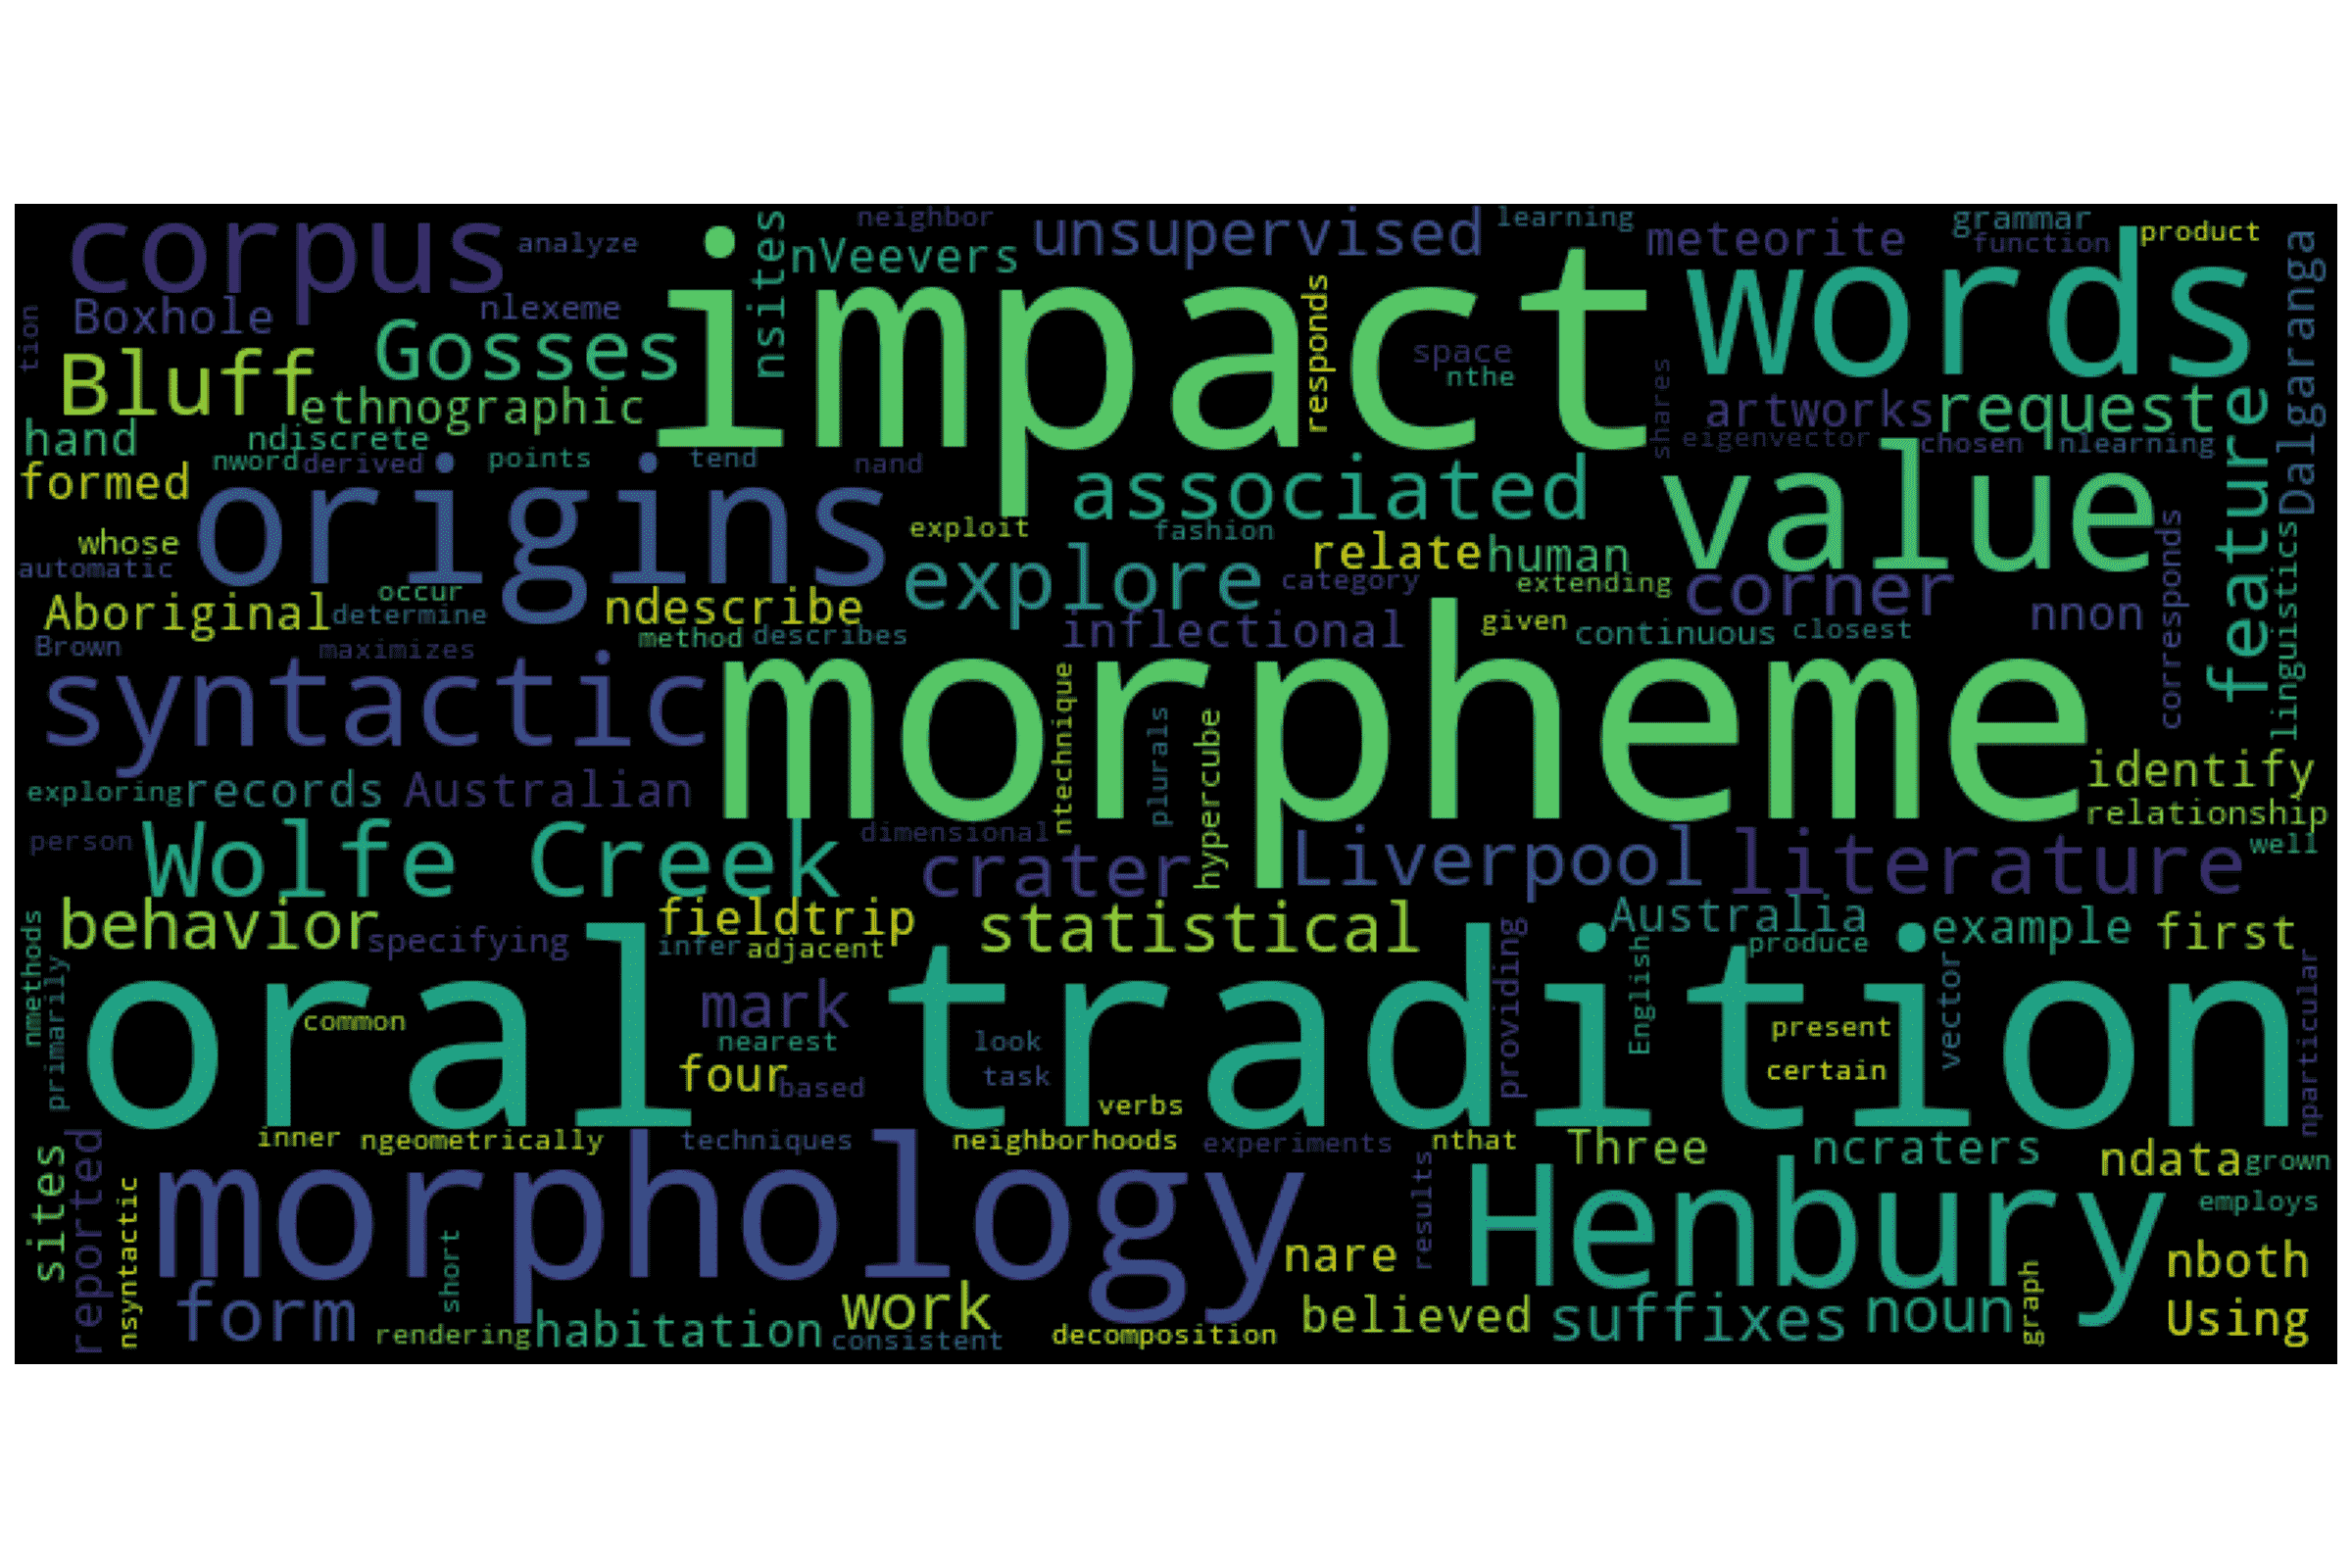 corpus
analyze
impact
nsites
neighbor
nVeevers
unsupervised
learning
meteorite
grammar
function
product
words
Dalgaranga
tion
Boxhole
nlexeme
Gosses
Bluff
ethnographic
responds
space
nthe
shares
artworks
request
feature
hand
ndiscrete
nword
derived
points
tend
nand
eigenvector
chosen
nlearning
formed
origins
associated
value
whose
automatic
exploit
fashion
relate
human
corresponds
linguistics
occur
explore
category
extending
corner
nnon
Aboriginal
determine
ndescribe
method
describes
inflectional
given
continuous
closest
Brown
maximizes
syntactic
morpheme
ntechnique
plurals
hypercube
identify
exploring
records
Australian
relationship
person
Wolfe Creek
dimensional
crater
Liverpool
literature
well
behavior
specifying
fieldtrip
infer
adjacent
statistical
Australia
produce
example
first
nmethods
primarily
oral tradition
common
mark
nearest
four
based
look
task
verbs
providing
English
present
certain
vector
nparticular
sites
reported
inner
ngeometrically
techniques
neighborhoods
experiments
nthat
Three
ncraters
ndata
grown
morphology
nsyntactic
short
nare
results
Henbury
employs
nboth
form
rendering
habitation
work
consistent
decomposition
believed
suffixes
noun
graph
Using